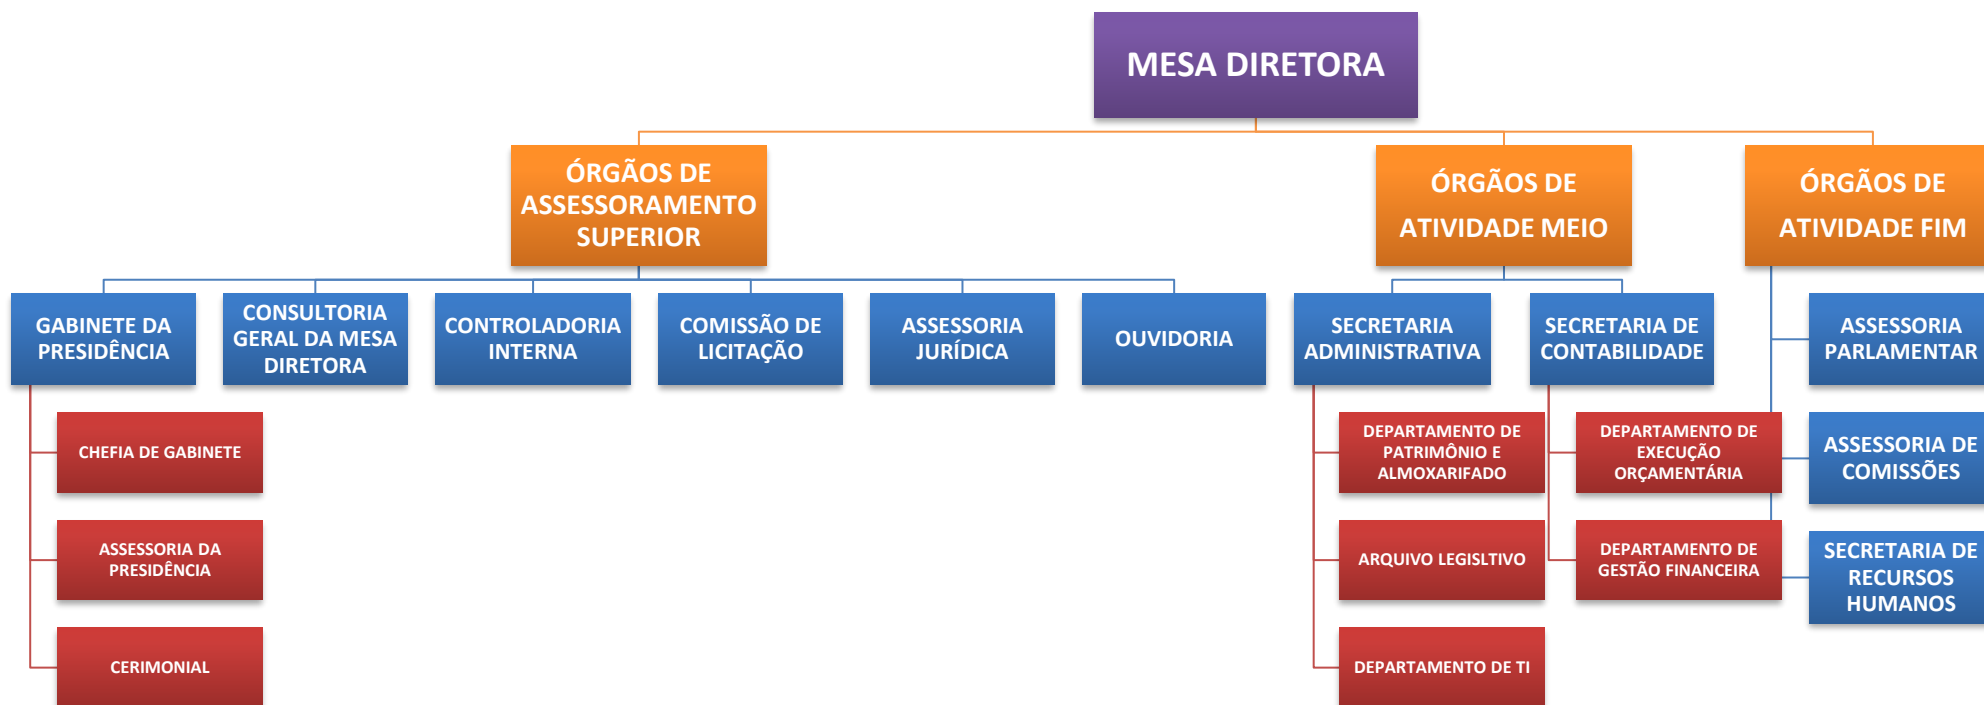 MESA DIRETORA
ÓRGÃOS DE
ASSESSORAMENTO
SUPERIOR
ÓRGÃOS DE
ATIVIDADE MEIO
ÓRGÃOS DE
ATIVIDADE FIM
GABINETE DA
PRESIDÊNCIA
CONSULTORIA
GERAL DA MESA
DIRETORA
CONTROLADORIA
INTERNA
COMISSÃO DE
LICITAÇÃO
ASSESSORIA
JURÍDICA
OUVIDORIA
SECRETARIA
ADMINISTRATIVA
SECRETARIA DE
CONTABILIDADE
ASSESSORIA
PARLAMENTAR
CHEFIA DE GABINETE
DEPARTAMENTO DE
PATRIMÔNIO E
ALMOXARIFADO
DEPARTAMENTO DE
EXECUÇÃO
ORÇAMENTÁRIA
ASSESSORIA DE
COMISSÕES
ASSESSORIA DA
PRESIDÊNCIA
ARQUIVO LEGISLTIVO
DEPARTAMENTO DE
GESTÃO FINANCEIRA
SECRETARIA DE
RECURSOS
HUMANOS
CERIMONIAL
DEPARTAMENTO DE TI